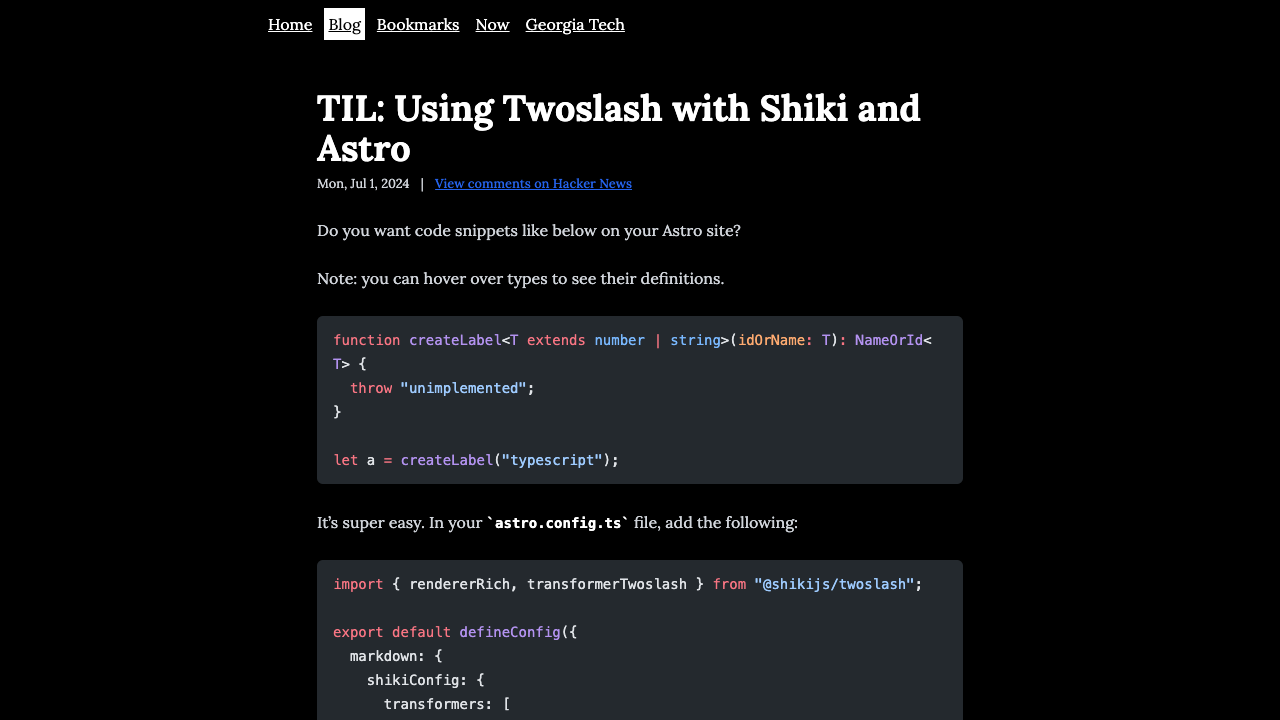 Home Blog Bookmarks Now Georgia Tech
TIL: Using Twoslash with Shiki and
Astro
Mon, Jul 1, 2024 | View comments on Hacker News
Do you want code snippets like below on your Astro site?
Note: you can hover over types to see their definitions.
function createLabel<T extends number | string>(idOrName: T): NameOrId<
T> {
  throw "unimplemented";
}
let a = createLabel("typescript");
It’s super easy. In your `astro.config.ts` file, add the following:
import { rendererRich, transformerTwoslash } from "@shikijs/twoslash";
export default defineConfig({
  markdown: {
    shikiConfig: {
      transformers: [